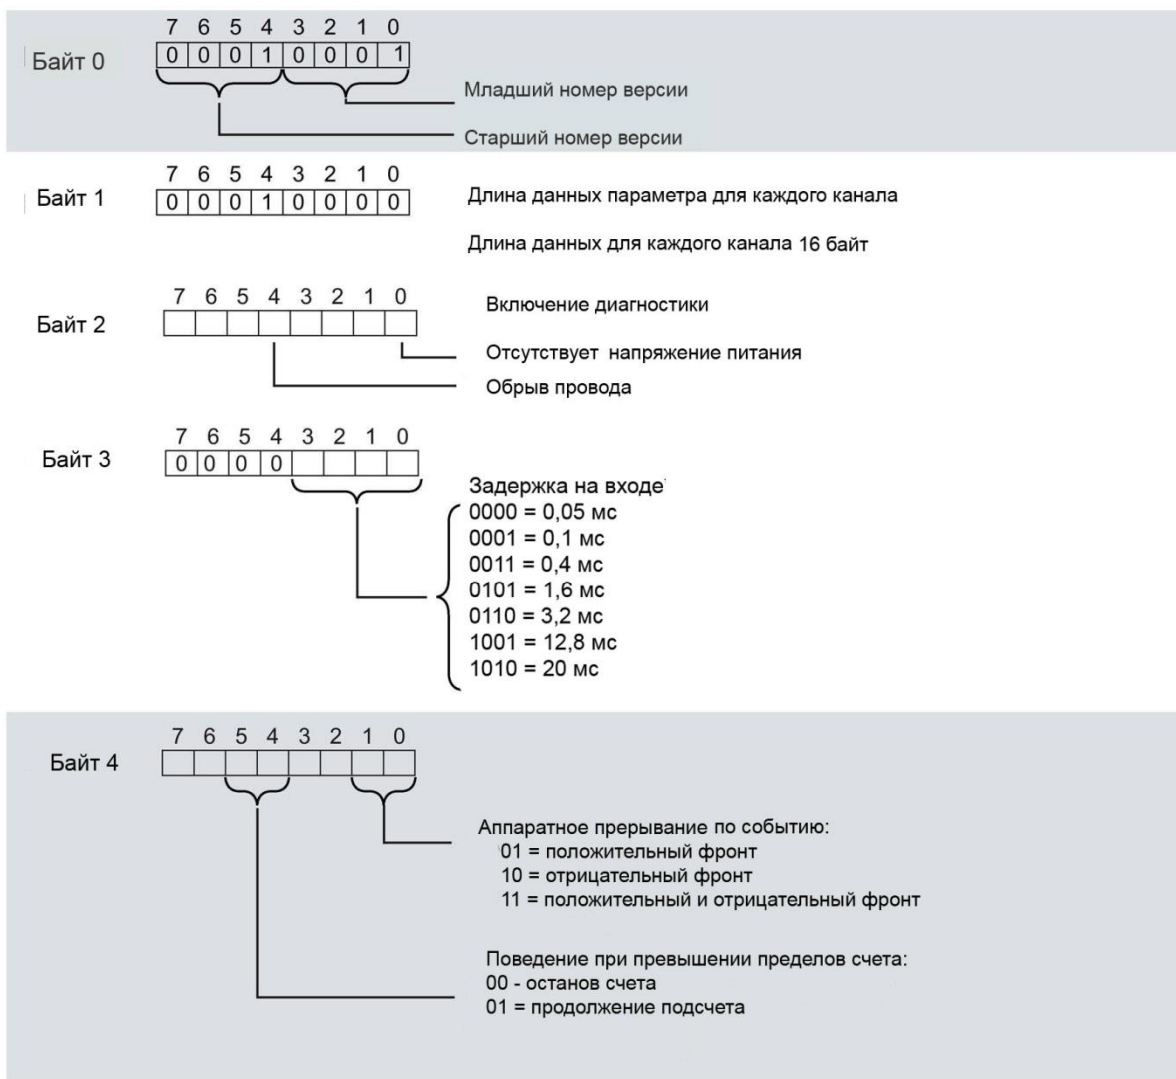 7 6 5 4 3 2 1 0
Байт 0
0 0 0 1 0 0 0 1
Младший номер версии
Старший номер версии
7 6 5 4 3 2 1 0
Байт 1
0 0 0 1 0 0 0 0
Длина данных параметра для каждого канала
Длина данных для каждого канала 16 байт
7 6 5 4 3 2 1 0
Байт 2
Включение диагностики
Отсутствует напряжение питания
Обрыв провода
7 6 5 4 3 2 1 0
Байт 3
0 0 0 0
Задержка на входе
0000 = 0,05 мс
0001 = 0,1 мс
0011 = 0,4 мс
0101 = 1,6 мс
0110 = 3,2 мс
1001 = 12,8 мс
1010 = 20 мс
7 6 5 4 3 2 1 0
Байт 4
Аппаратное прерывание по событию:
01 = положительный фронт
10 = отрицательный фронт
11 = положительный и отрицательный фронт
Поведение при превышении пределов счета:
00 - останов счета
01 = продолжение подсчета